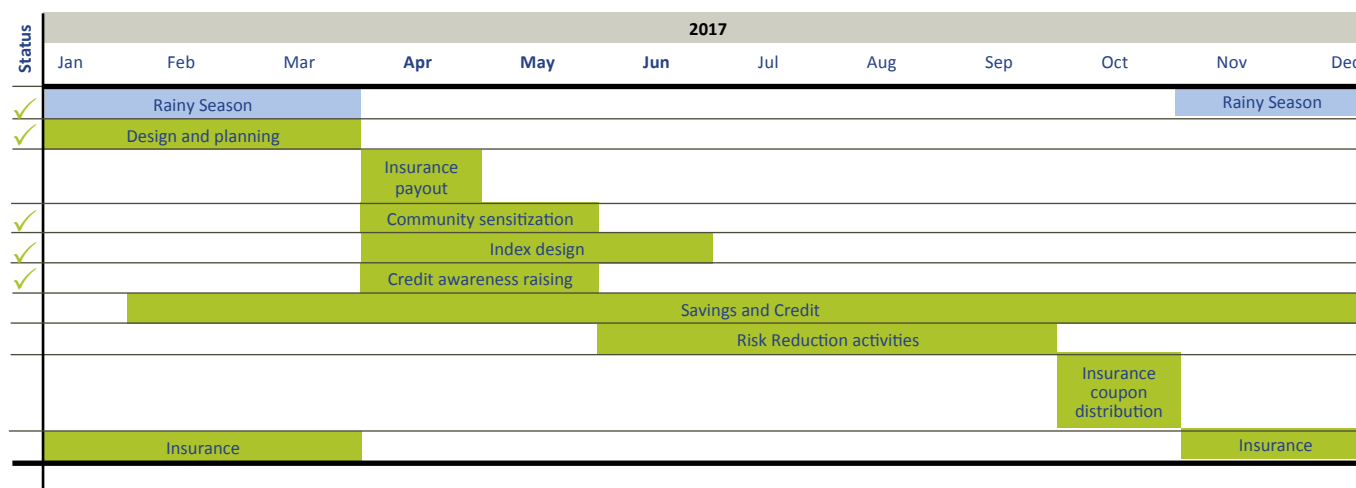 2017
Status
Jan Feb Mar Apr May Jun Jul Aug Sep Oct Nov Dec
Rainy Season Rainy Season
Design and planning
Insurance
payout
Community sensitization
Index design
Credit awareness raising
Savings and Credit
Risk Reduction activities
Insurance
coupon
distribution
Insurance Insurance